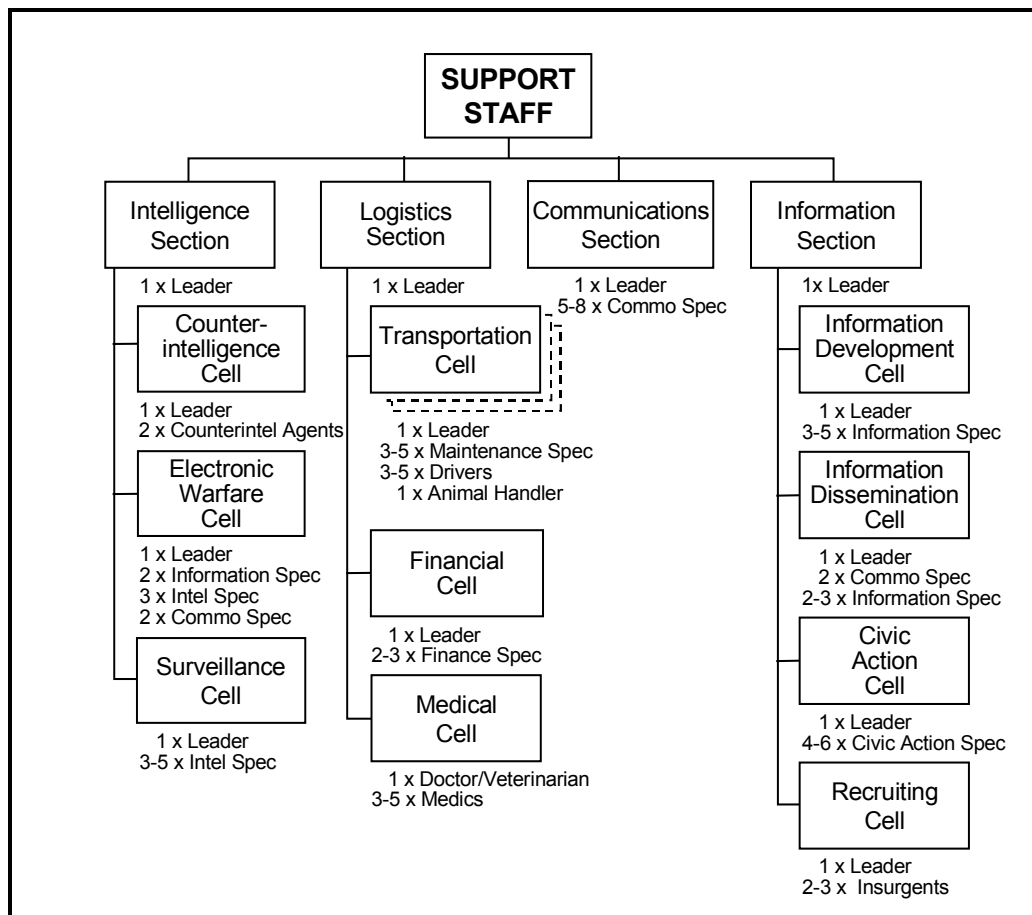 SUPPORT
STAFF
Intelligence
Section
1 x Leader
Counter-
intelligence
Cell
1 x Leader
2 x Counterintel Agents
Electronic
Warfare
Cell
1 x Leader
2 x Information Spec
3 x Intel Spec
2 x Commo Spec
Surveillance
Cell
1 x Leader
3-5 x Intel Spec
Logistics
Section
1 x Leader
Transportation
Cell
1 x Leader
3-5 x Maintenance Spec
3-5 x Drivers
1 x Animal Handler
Financial
Cell
1 x Leader
2-3 x Finance Spec
Medical
Cell
1 x Doctor/Veterinarian
3-5 x Medics
Communications
Section
1 x Leader
5-8 x Commo Spec
Information
Section
1x Leader
Information
Development
Cell
1 x Leader
3-5 x Information Spec
Information
Dissemination
Cell
1 x Leader
2 x Commo Spec
2-3 x Information Spec
Civic
Action
Cell
1 x Leader
4-6 x Civic Action Spec
Recruiting
Cell
1 x Leader
2-3 x Insurgents